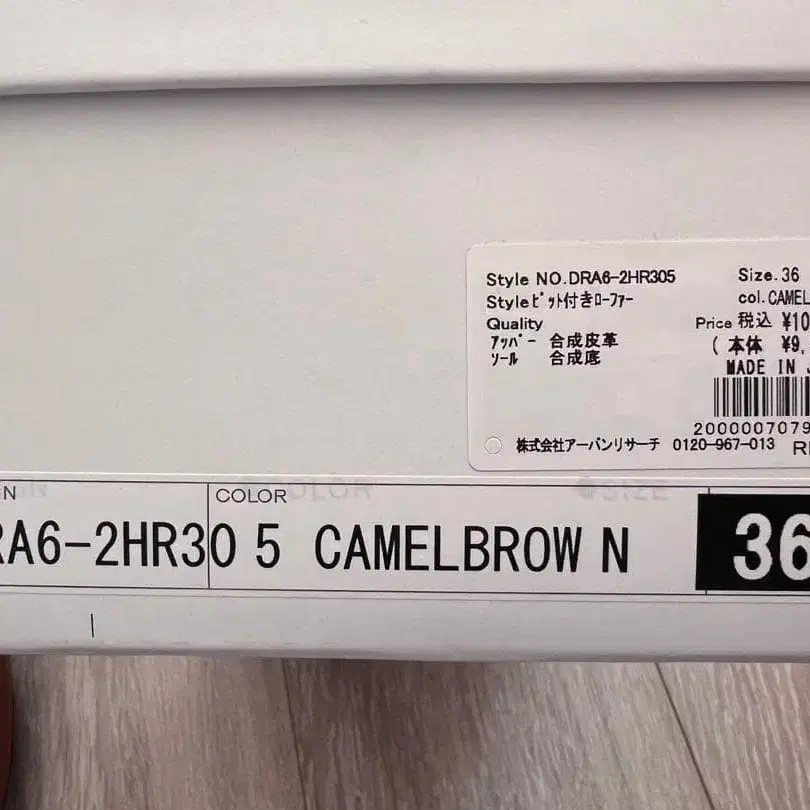 Style NO.DRA6-2HR305 Size.36
Styleﾋﾞｯﾄ付きﾛｰﾌｧｰ col.CAMEL
Quality Price 税込 ¥10
ｱｯﾊﾟｰ 合成皮革 ( 本体 ¥9,
ｿｰﾙ 合成底 MADE IN J
2000007079
株式会社アーバンリサーチ 0120-967-013 R
GN COLOR SIZE
N COLOR
RA6-2HR30 5 CAMELBROW N 36